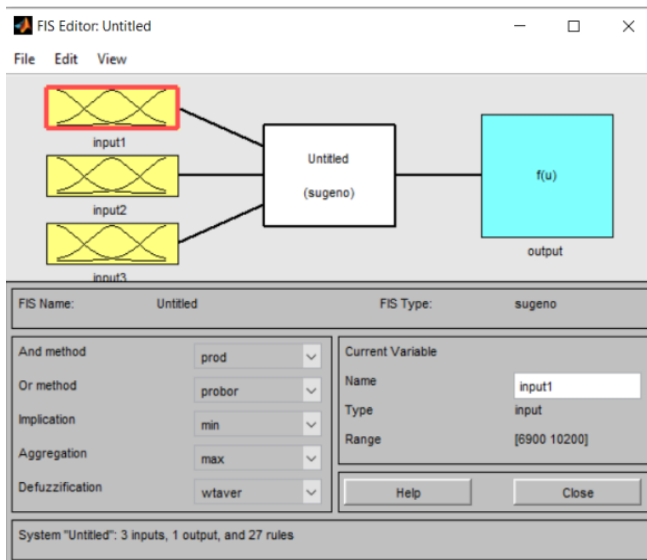 FIS Editor: Untitled
File Edit View
input1
input2
input3
Untitled
(sugeno)
f(u)
output
FIS Name: Untitled FIS Type: sugeno
And method prod
Or method probor
Implication min
Aggregation max
Defuzzification wtaver
Current Variable
Name input1
Type input
Range [6900 10200]
Help Close
System "Untitled": 3 inputs, 1 output, and 27 rules